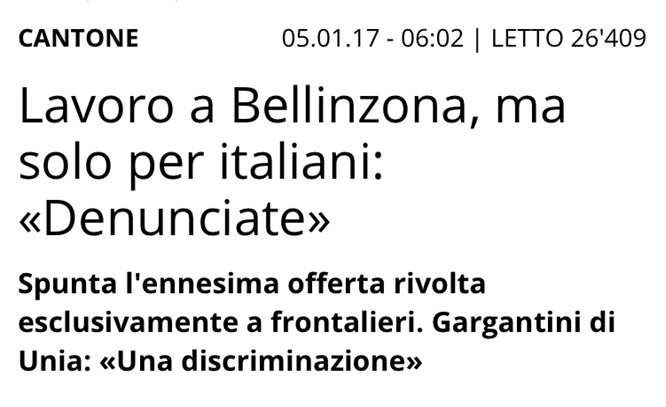 CANTONE 05.01.17 - 06:02 | LETTO 26'409
Lavoro a Bellinzona, ma
solo per italiani:
«Denunciate»
Spunta l'ennesima offerta rivolta
esclusivamente a frontalieri. Gargantini di
Unia: «Una discriminazione»